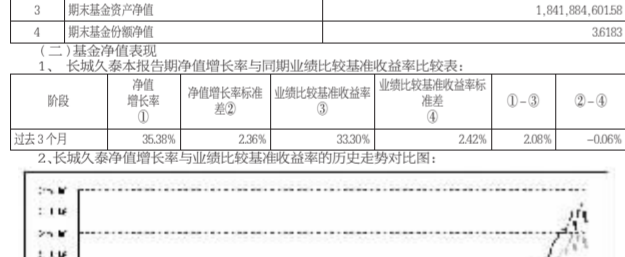 3 期末基金资产净值 1,841,884,601.58
4 期末基金份额净值 3.6183
(二)基金净值表现
1、 长城久泰本报告期净值增长率与同期业绩比较基准收益率比较表:
阶段 净值增长率① 净值增长率标准差② 业绩比较基准收益率③ 业绩比较基准收益率标准差④ ①-③ ②-④
过去3个月 35.38% 2.36% 33.30% 2.42% 2.08% -0.06%
2、长城久泰净值增长率与业绩比较基准收益率的历史走势对比图: